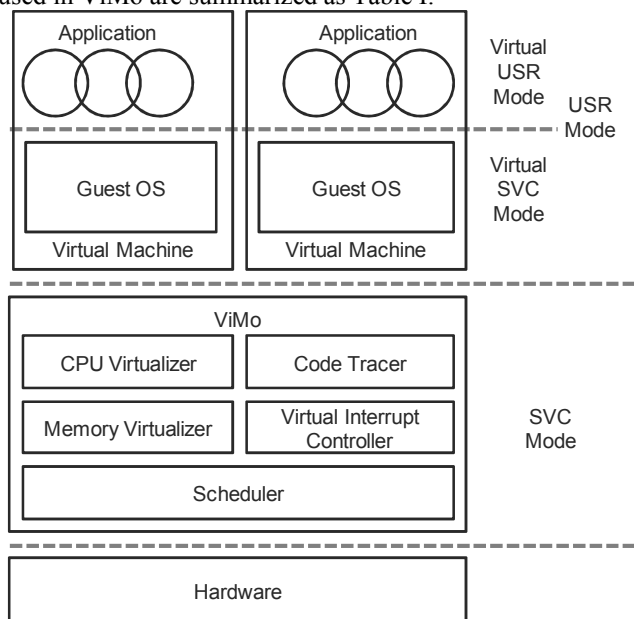 used in ViMo are summarized as Table I.
Application
Application
Virtual
USR
Mode
USR
Mode
Guest OS
Guest OS
Virtual
SVC
Mode
Virtual Machine
Virtual Machine
ViMo
CPU Virtualizer
Code Tracer
Memory Virtualizer
Virtual Interrupt
Controller
SVC
Mode
Scheduler
Hardware